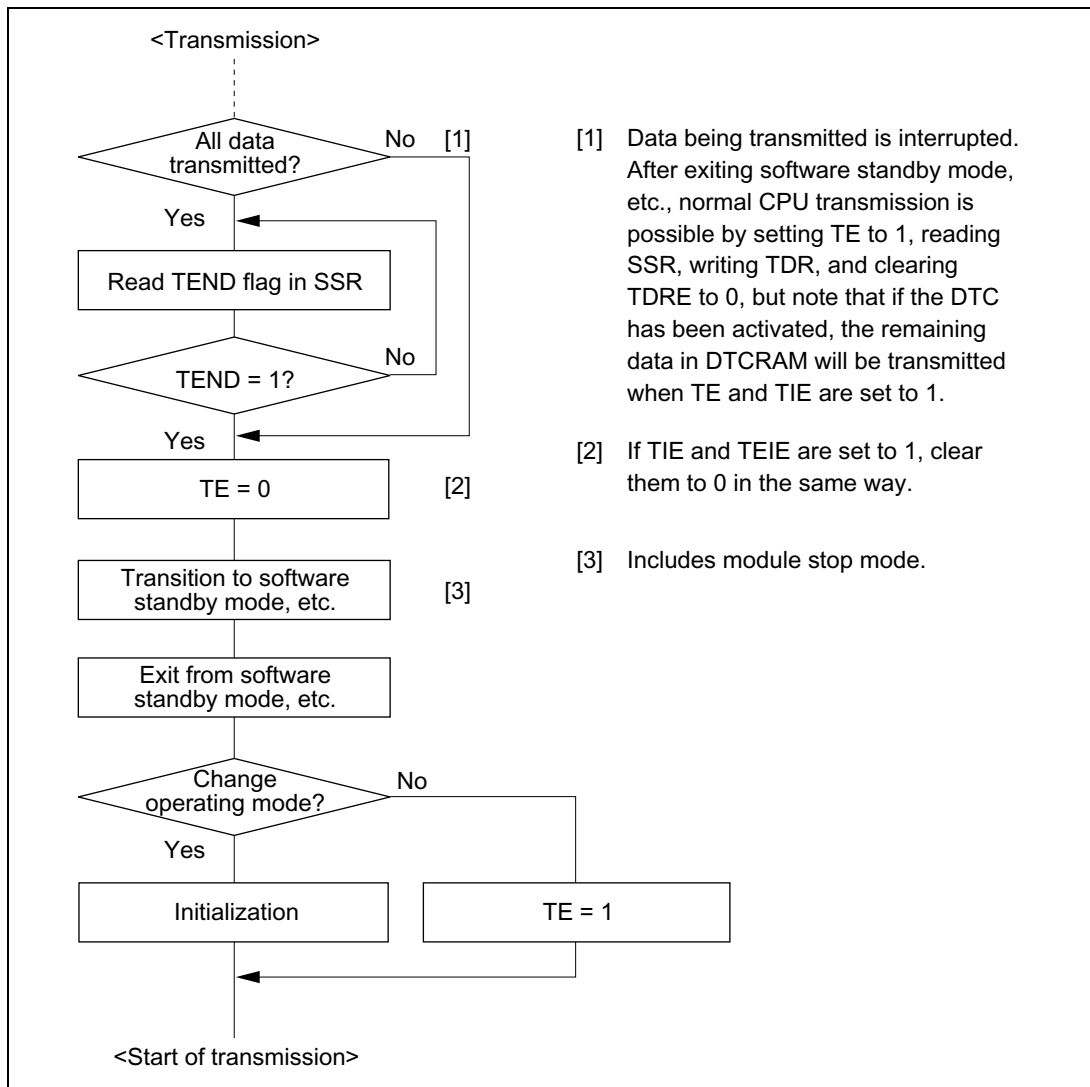 <Transmission>
All data
transmitted?
No
[1]
Yes
Read TEND flag in SSR
TEND = 1?
No
Yes
TE = 0
[2]
Transition to software
standby mode, etc.
[3]
Exit from software
standby mode, etc.
Change
operating mode?
No
Yes
Initialization
TE = 1
<Start of transmission>
[1] Data being transmitted is interrupted.
After exiting software standby mode,
etc., normal CPU transmission is
possible by setting TE to 1, reading
SSR, writing TDR, and clearing
TDRE to 0, but note that if the DTC
has been activated, the remaining
data in DTCRAM will be transmitted
when TE and TIE are set to 1.
[2] If TIE and TEIE are set to 1, clear
them to 0 in the same way.
[3] Includes module stop mode.